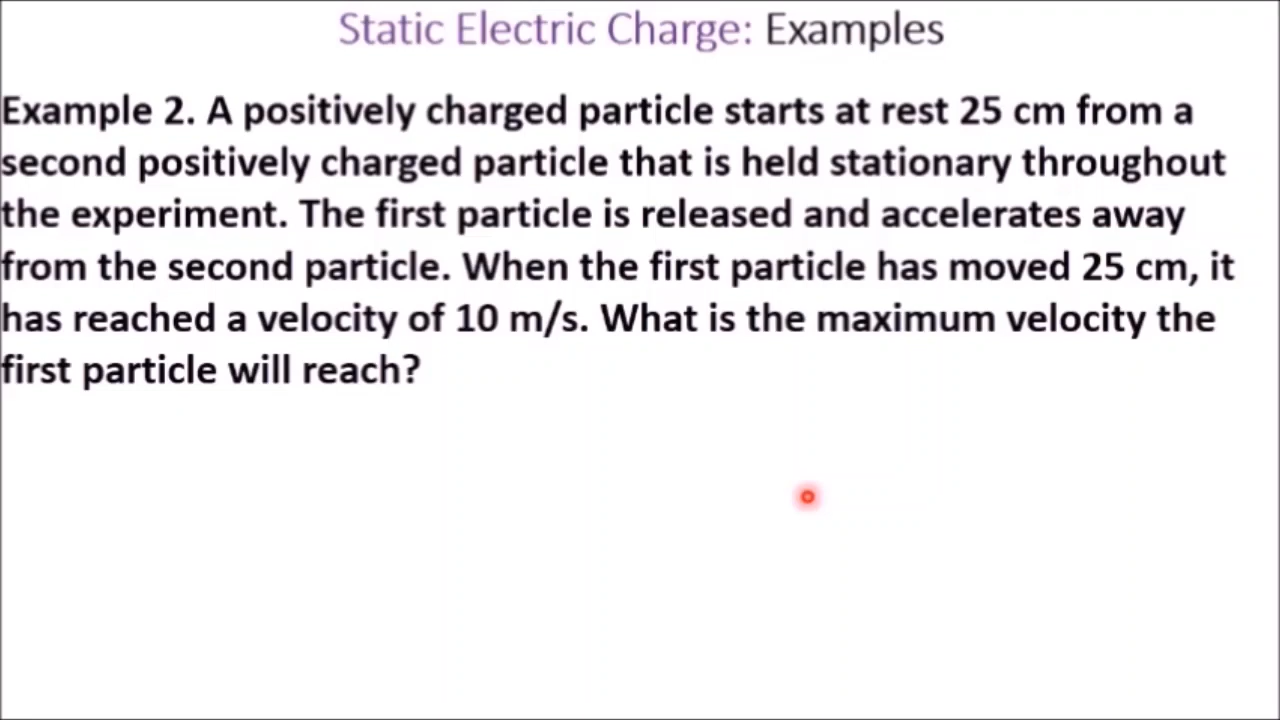 Static Electric Charge: Examples
Example 2. A positively charged particle starts at rest 25 cm from a
second positively charged particle that is held stationary throughout
the experiment. The first particle is released and accelerates away
from the second particle. When the first particle has moved 25 cm, it
has reached a velocity of 10 m/s. What is the maximum velocity the
first particle will reach?